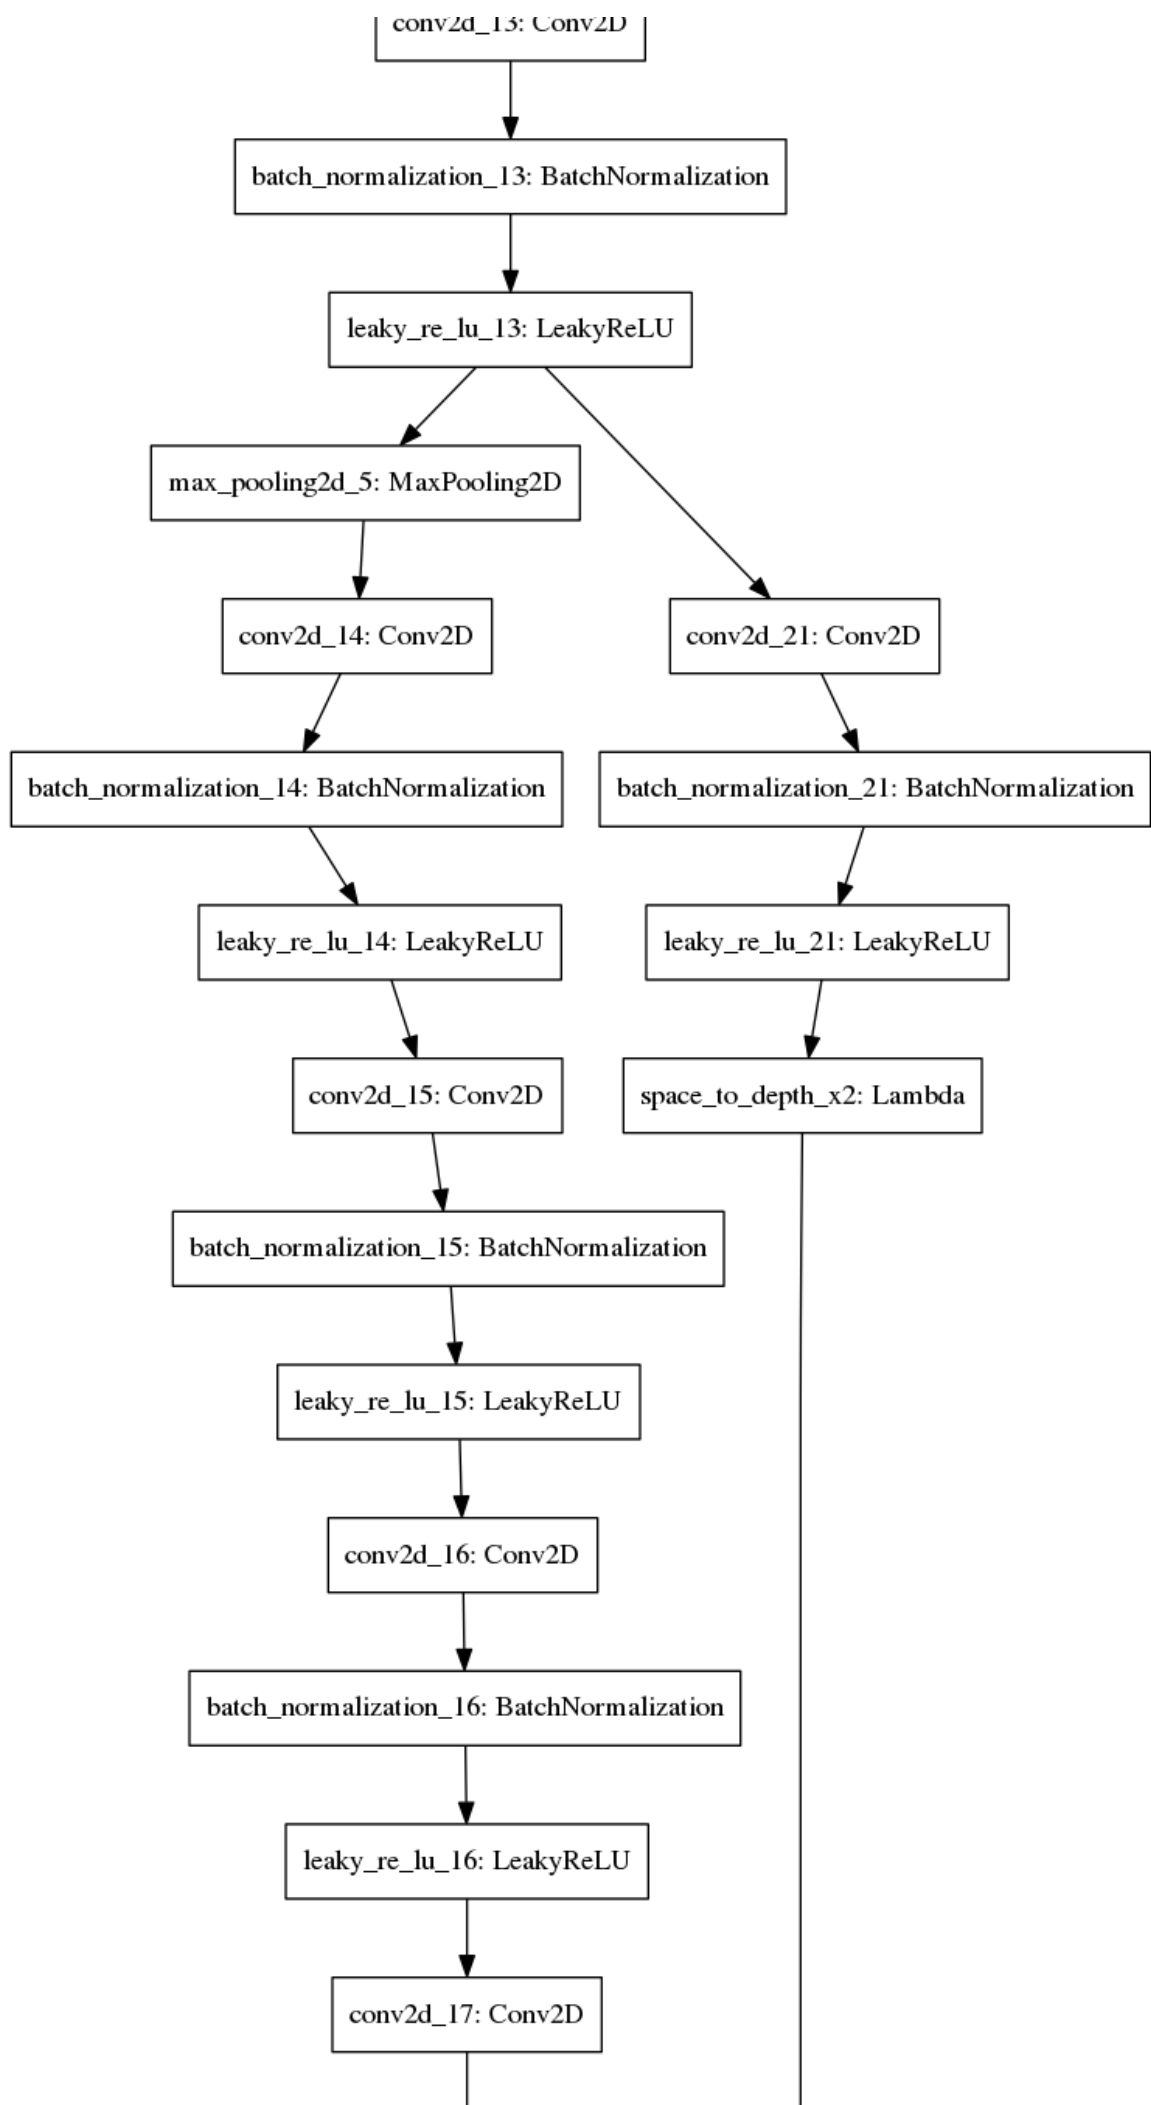 conv2d_13: Conv2D
batch_normalization_13: BatchNormalization
leaky_re_lu_13: LeakyReLU
max_pooling2d_5: MaxPooling2D
conv2d_14: Conv2D
conv2d_21: Conv2D
batch_normalization_14: BatchNormalization
batch_normalization_21: BatchNormalization
leaky_re_lu_14: LeakyReLU
leaky_re_lu_21: LeakyReLU
conv2d_15: Conv2D
space_to_depth_x2: Lambda
batch_normalization_15: BatchNormalization
leaky_re_lu_15: LeakyReLU
conv2d_16: Conv2D
batch_normalization_16: BatchNormalization
leaky_re_lu_16: LeakyReLU
conv2d_17: Conv2D